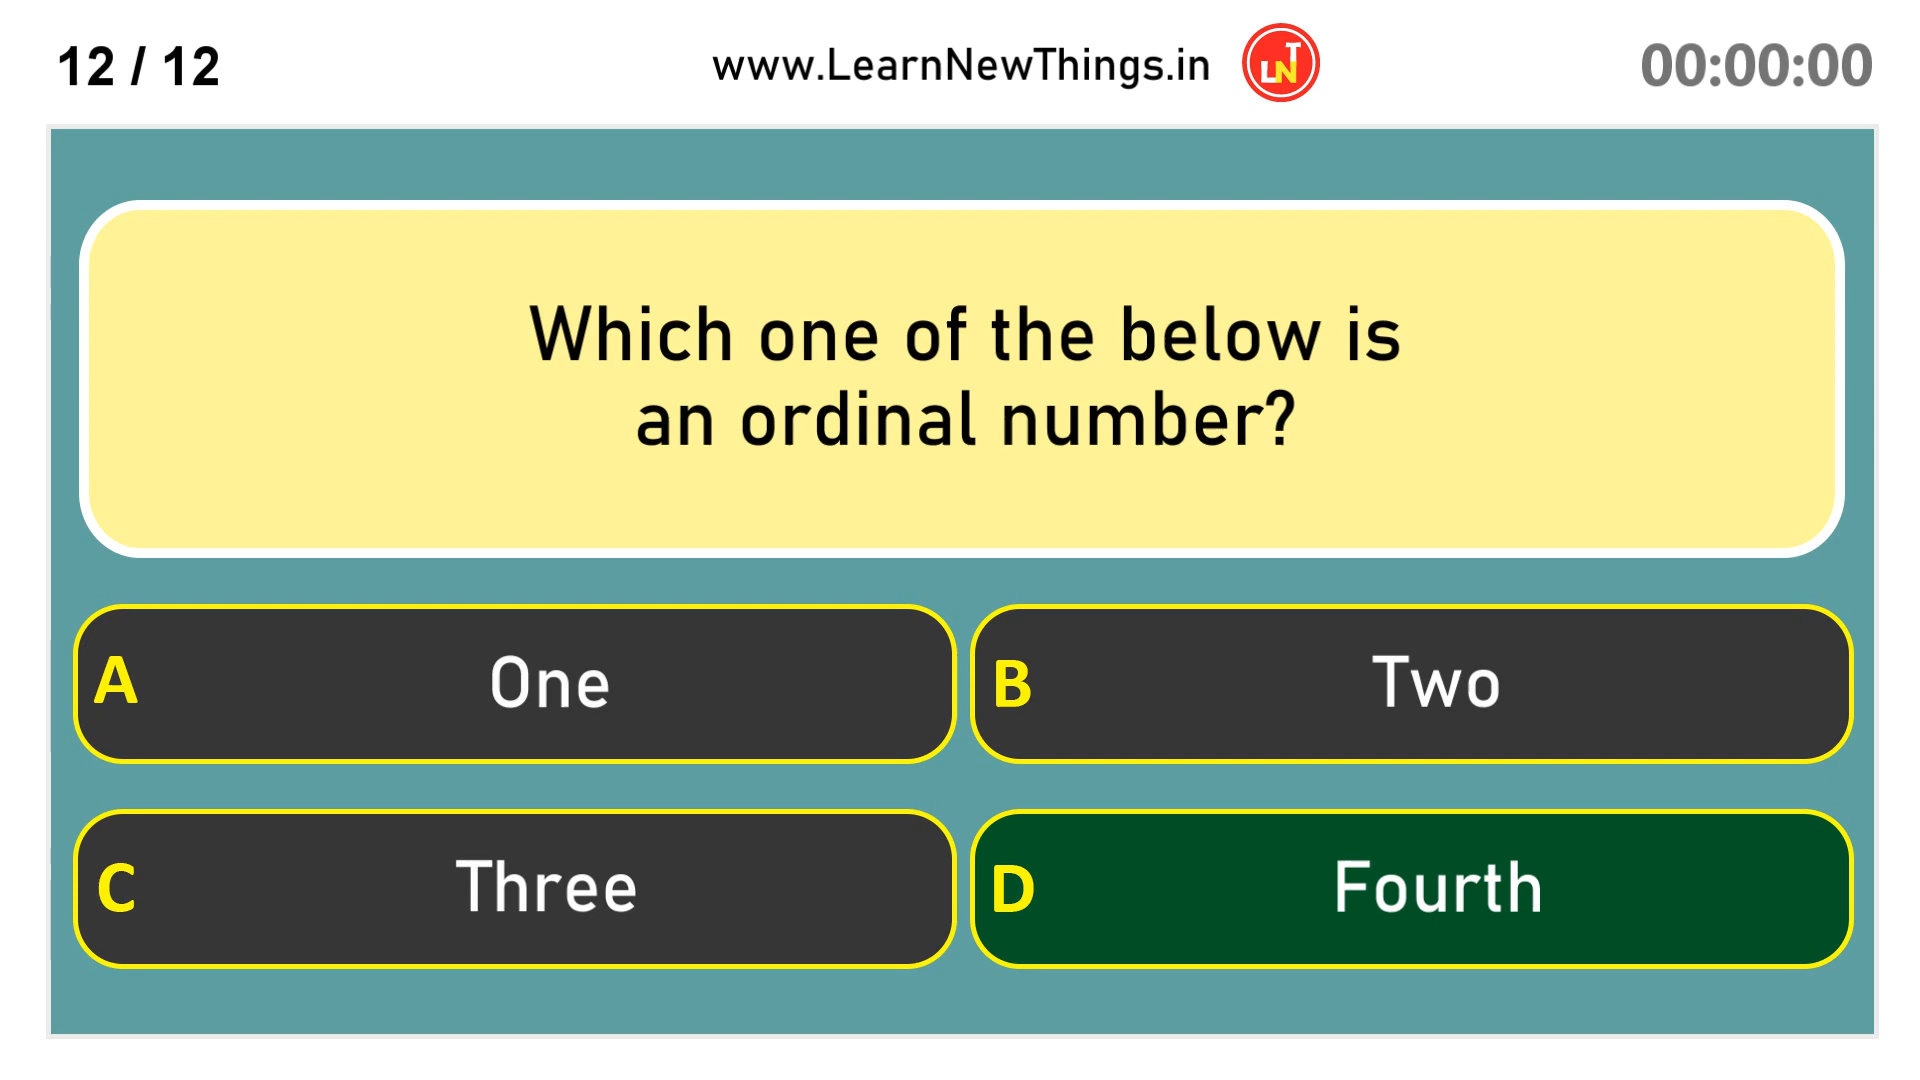 12 / 12
www.LearnNewThings.in
LNT
00:00:00
Which one of the below is
an ordinal number?
A One
B Two
C Three
D Fourth